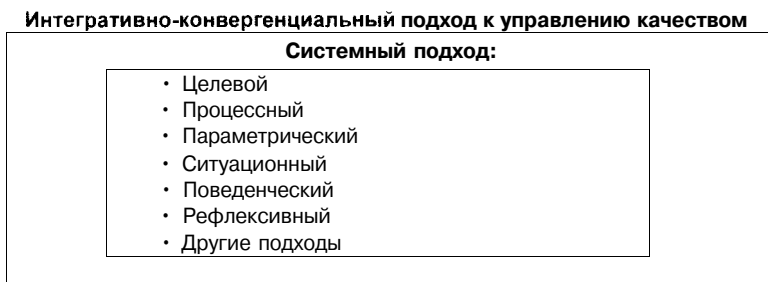 Интегративно-конвергенциальный подход к управлению качеством
Системный подход:
• Целевой
• Процессный
• Параметрический
• Ситуационный
• Поведенческий
• Рефлексивный
• Другие подходы